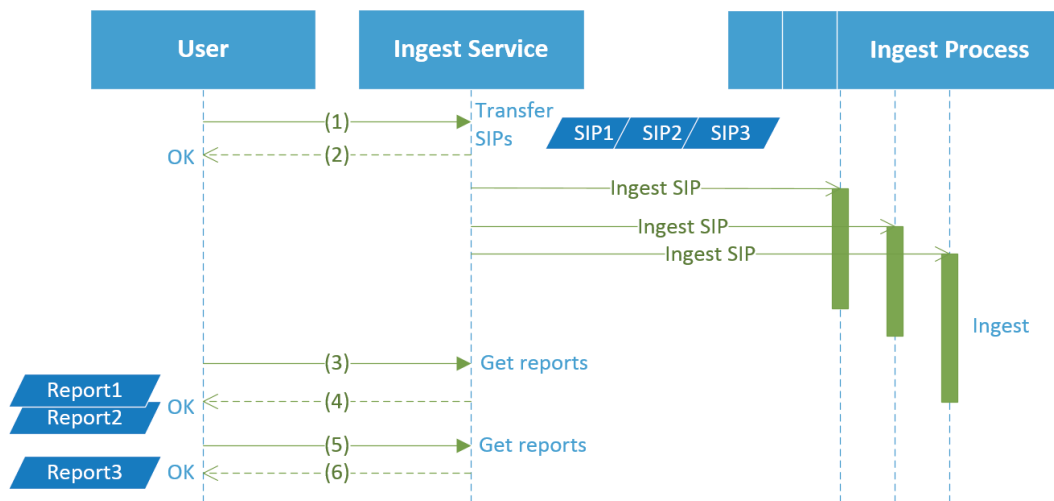 User
Ingest Service
Ingest Process
(1)
Transfer
SIPs
SIP1
SIP2
SIP3
OK
(2)
Ingest SIP
Ingest SIP
Ingest SIP
Ingest
(3)
Get reports
Report1
OK
(4)
Report2
(5)
Get reports
Report3
OK
(6)